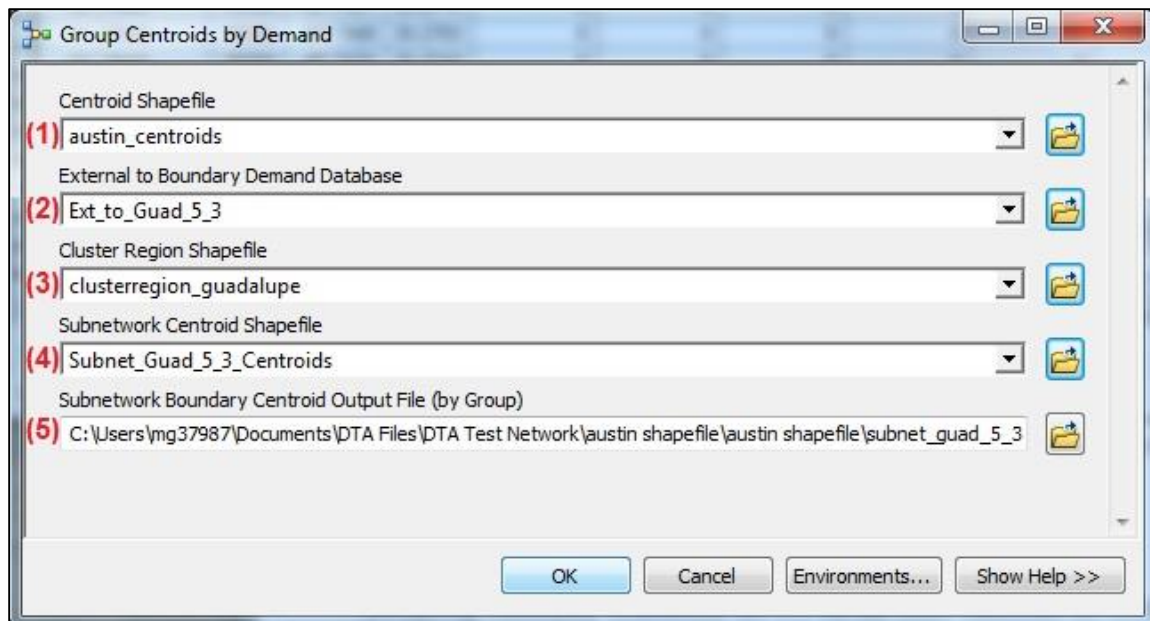 Group Centroids by Demand
Centroid Shapefile
(1) austin_centroids
External to Boundary Demand Database
(2) Ext_to_Guad_5_3
Cluster Region Shapefile
(3) clusterregion_guadalupe
Subnetwork Centroid Shapefile
(4) Subnet_Guad_5_3_Centroids
Subnetwork Boundary Centroid Output File (by Group)
(5) C:\Users\mg37987\Documents\DTA Files\DTA Test Network\austin shapefile\austin shapefile\subnet_guad_5_3
OK Cancel Environments... Show Help >>